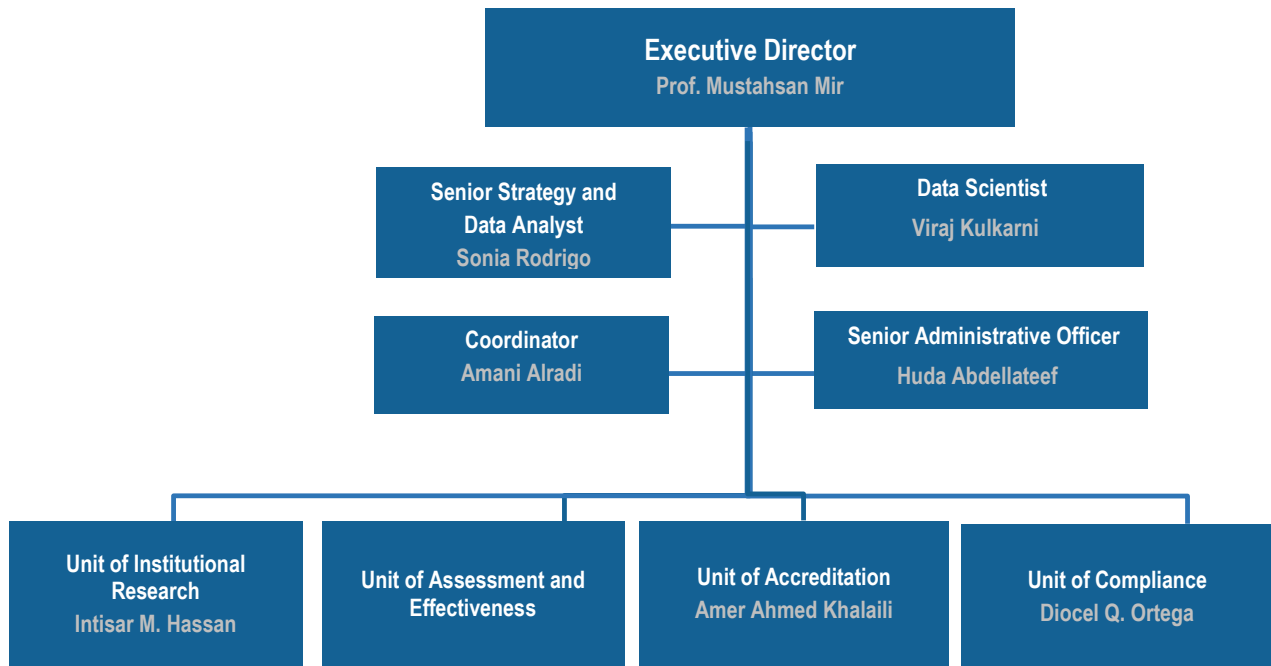 Executive Director
Prof. Mustahsan Mir
Senior Strategy and
Data Analyst
Sonia Rodrigo
Data Scientist
Viraj Kulkarni
Coordinator
Amani Alradi
Senior Administrative Officer
Huda Abdellateef
Unit of Institutional
Research
Intisar M. Hassan
Unit of Assessment and
Effectiveness
Unit of Accreditation
Amer Ahmed Khalaili
Unit of Compliance
Diocel Q. Ortega